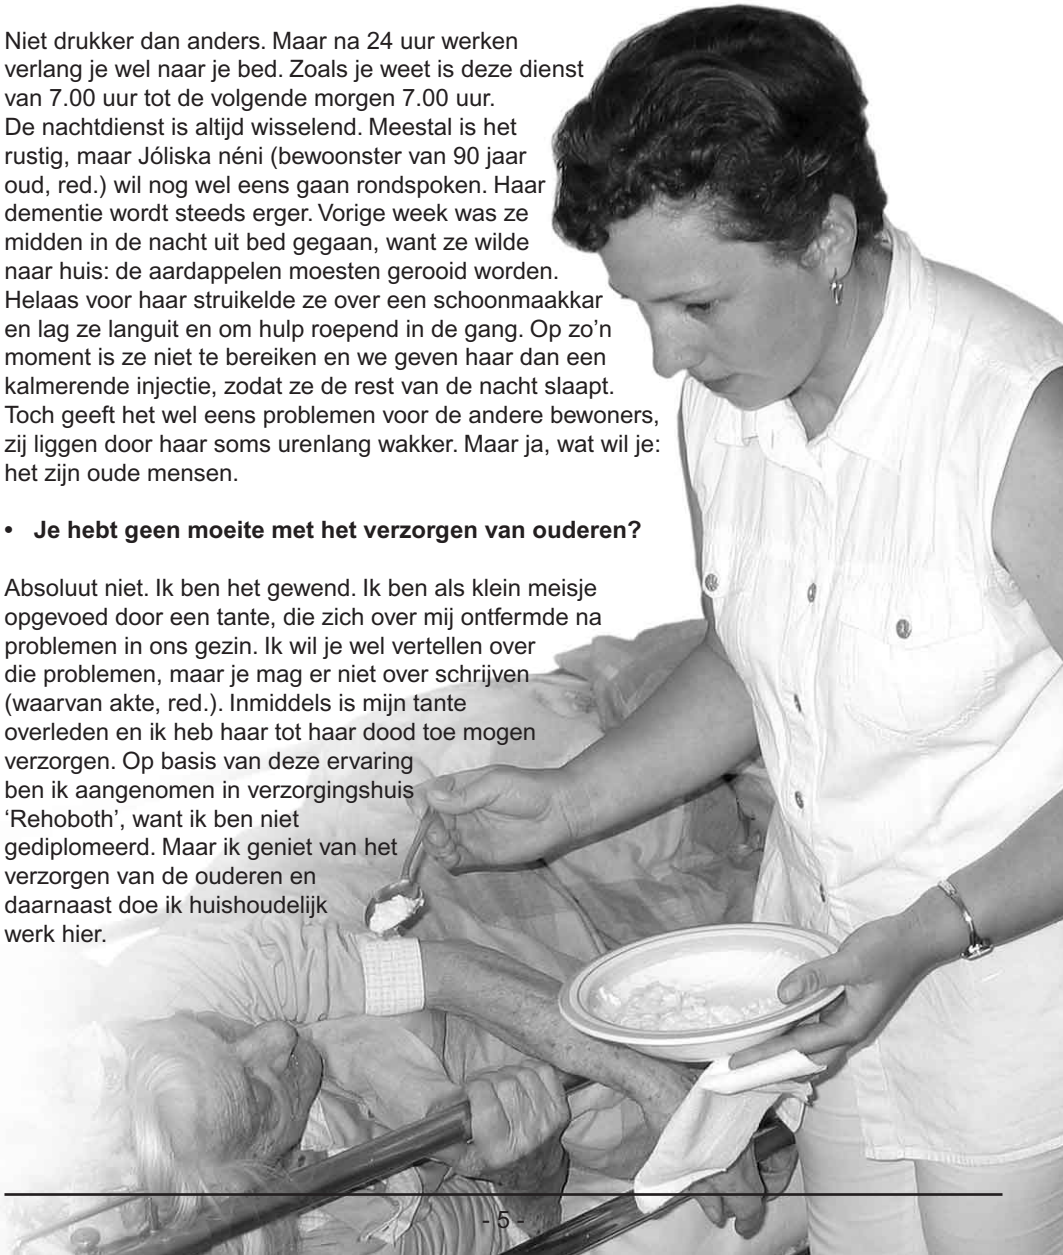 Niet drukker dan anders. Maar na 24 uur werken
verlang je wel naar je bed. Zoals je weet is deze dienst
van 7.00 uur tot de volgende morgen 7.00 uur.
De nachtdienst is altijd wisselend. Meestal is het
rustig, maar Jóliska néni (bewoonster van 90 jaar
oud, red.) wil nog wel eens gaan rondspoken. Haar
dementie wordt steeds erger. Vorige week was ze
midden in de nacht uit bed gegaan, want ze wilde
naar huis: de aardappelen moesten gerooid worden.
Helaas voor haar struikelde ze over een schoonmaakkar
en lag ze languit en om hulp roepend in de gang. Op zo’n
moment is ze niet te bereiken en we geven haar dan een
kalmerende injectie, zodat ze de rest van de nacht slaapt.
Toch geeft het wel eens problemen voor de andere bewoners,
zij liggen door haar soms urenlang wakker. Maar ja, wat wil je:
het zijn oude mensen.
• Je hebt geen moeite met het verzorgen van ouderen?
Absoluut niet. Ik ben het gewend. Ik ben als klein meisje
opgevoed door een tante, die zich over mij ontfermde na
problemen in ons gezin. Ik wil je wel vertellen over
die problemen, maar je mag er niet over schrijven
(waarvan akte, red.). Inmiddels is mijn tante
overleden en ik heb haar tot haar dood toe mogen
verzorgen. Op basis van deze ervaring
ben ik aangenomen in verzorgingshuis
‘Rehoboth’, want ik ben niet
gediplomeerd. Maar ik geniet van het
verzorgen van de ouderen en
daarnaast doe ik huishoudelijk
werk hier.
- 5 -